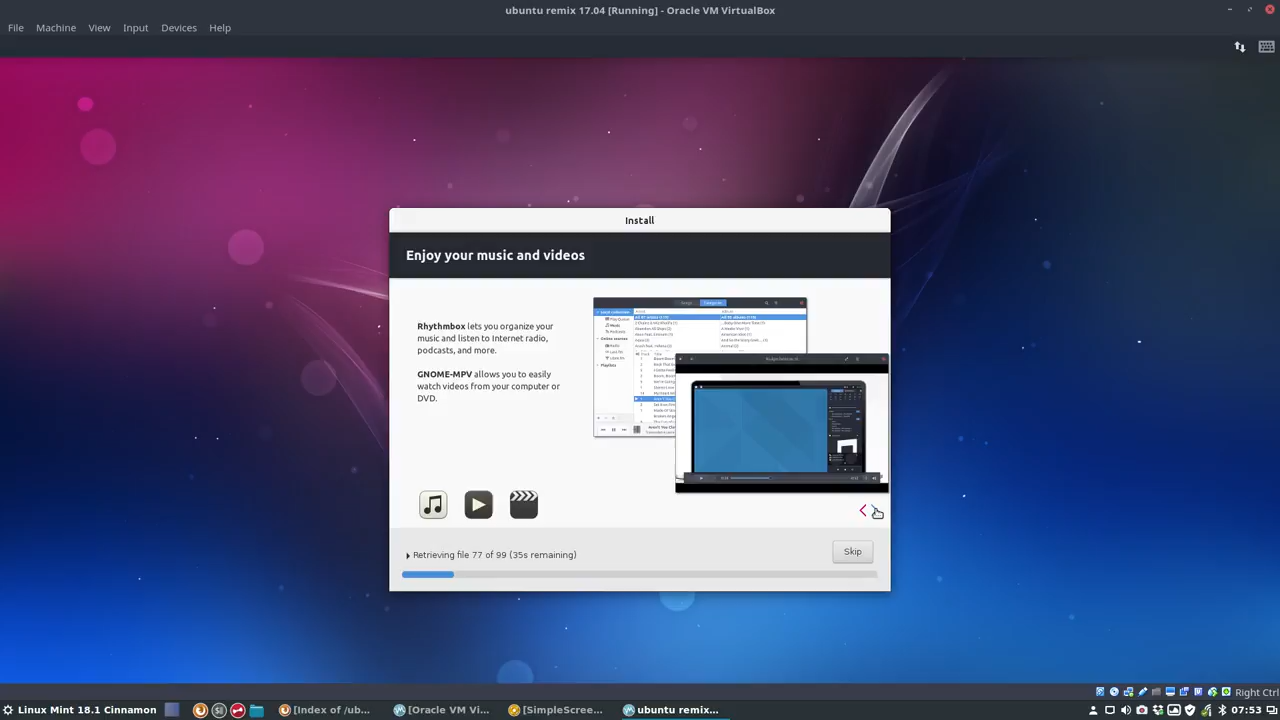 ubuntu remix 17.04 [Running] - Oracle VM VirtualBox
File Machine View Input Devices Help
Install
Enjoy your music and videos
Rhythmbox lets you organize your
music and listen to Internet radio,
podcasts, and more.
GNOME-MPV allows you to easily
watch videos from your computer or
DVD.
Retrieving file 77 of 99 (35s remaining)
Skip
Right Ctrl
Linux Mint 18.1 Cinnamon
[Index of /ub...
[Oracle VM Vi...
[SimpleScree...
ubuntu remix...
07:53